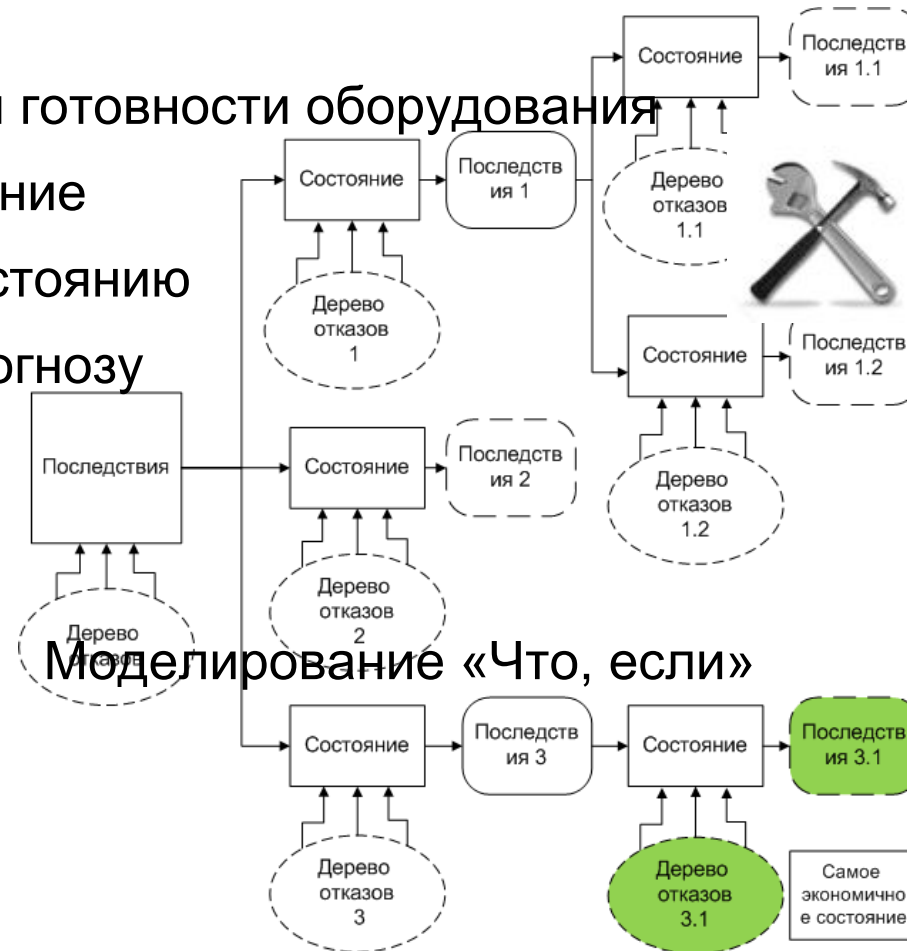 Состояние
Последств
ия 1.1
и готовности оборудования
Состояние
Последств
ия 1
Дерево
отказов
1.1
ние
стоянию
Дерево
отказов
1
огнозу
Состояние
Последств
ия 1.2
Последствия
Состояние
Последств
ия 2
Дерево
отказов
1.2
Дерево
отказов
2
Дерево
отказов
Моделирование «Что, если»
Состояние
Последств
ия 3
Состояние
Последств
ия 3.1
Дерево
отказов
3
Дерево
отказов
3.1
Самое
экономично
е состояние